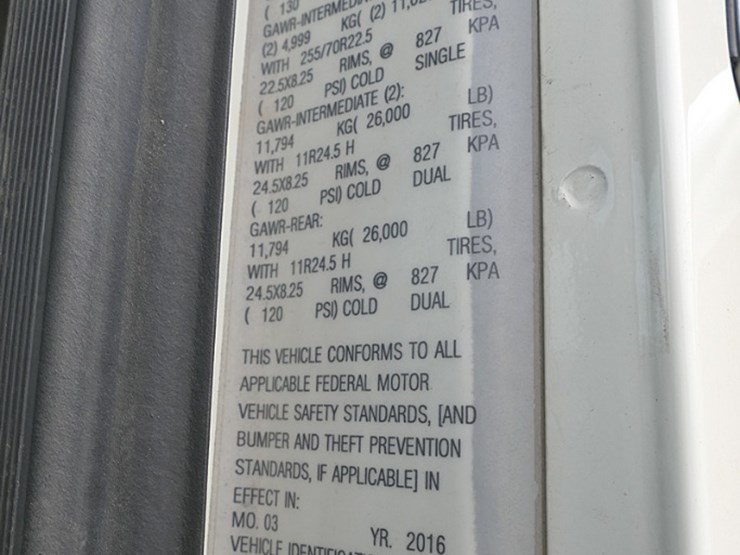 ( 130
GAWR-INTERMEDIATE
(2) 4,999 KG( (2) TIRES,
WITH 255/70R22.5
22.5X8.25 RIMS, @ 827 KPA
( 120 PSI) COLD SINGLE
GAWR-INTERMEDIATE (2):
11,794 KG( 26,000 LB)
WITH 11R24.5 H TIRES,
24.5X8.25 RIMS, @ 827 KPA
( 120 PSI) COLD DUAL
GAWR-REAR:
11,794 KG( 26,000 LB)
WITH 11R24.5 H TIRES,
24.5X8.25 RIMS, @ 827 KPA
( 120 PSI) COLD DUAL
THIS VEHICLE CONFORMS TO ALL
APPLICABLE FEDERAL MOTOR
VEHICLE SAFETY STANDARDS, [AND
BUMPER AND THEFT PREVENTION
STANDARDS, IF APPLICABLE] IN
EFFECT IN:
MO. 03 YR. 2016
VEHICLE